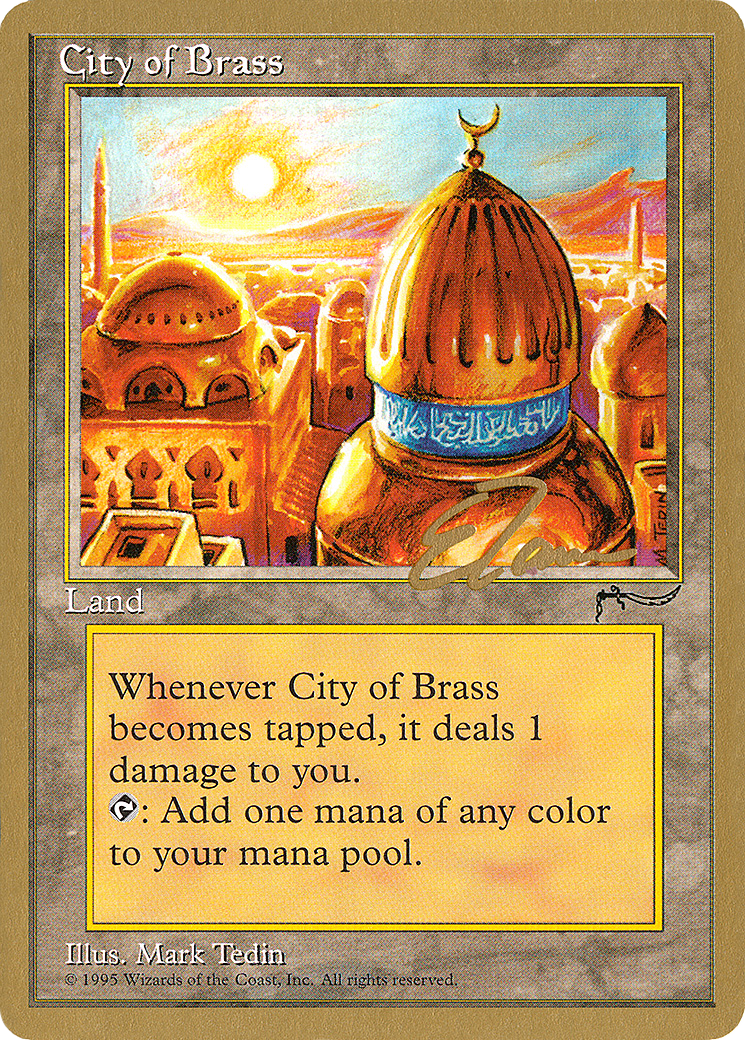 City of Brass
M TEDIN
Land
Whenever City of Brass
becomes tapped, it deals 1
damage to you.
: Add one mana of any color
to your mana pool.
Illus. Mark Tedin
© 1995 Wizards of the Coast, Inc. All rights reserved.